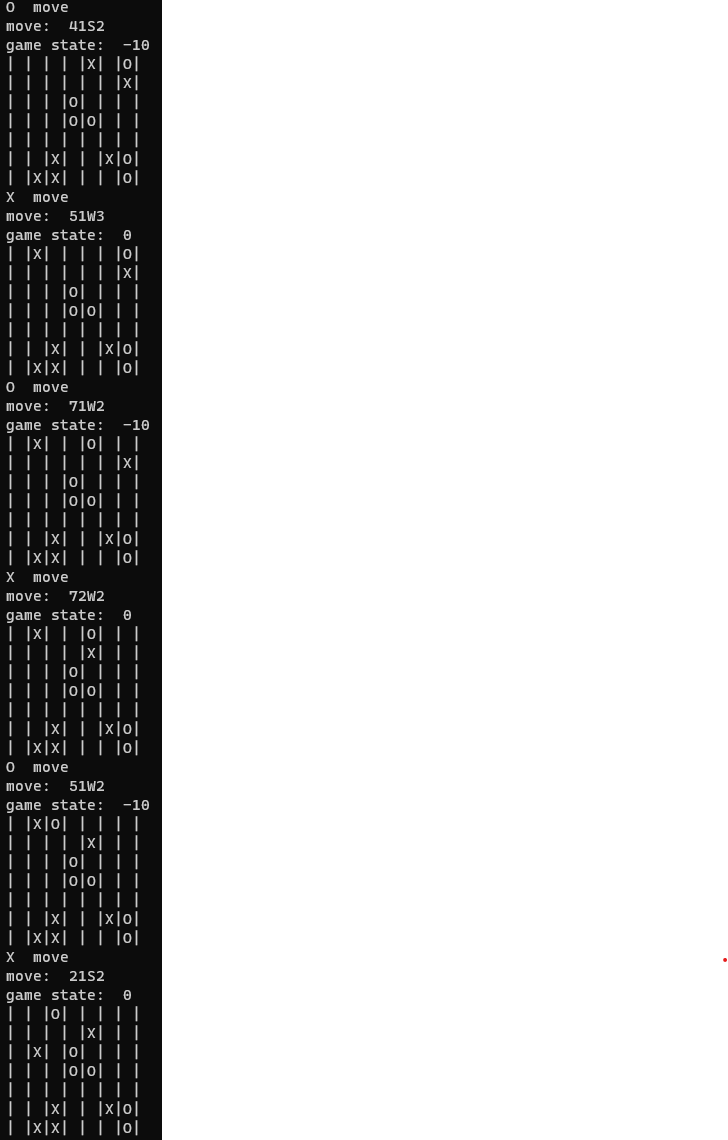 O  move
move:  41S2
game state:  -10
| | | | |X| |O|
| | | | | | |X|
| | | |O| | | |
| | | |O|O| | |
| | | | | | | |
| | |X| | |X|O|
| |X|X| | | |O|
X  move
move:  51W3
game state:  0
| |X| | | | |O|
| | | | | | |X|
| | | |O| | | |
| | | |O|O| | |
| | | | | | | |
| | |X| | |X|O|
| |X|X| | | |O|
O  move
move:  71W2
game state:  -10
| |X| | |O| | |
| | | | | | |X|
| | | |O| | | |
| | | |O|O| | |
| | | | | | | |
| | |X| | |X|O|
| |X|X| | | |O|
X  move
move:  72W2
game state:  0
| |X| | |O| | |
| | | | |X| | |
| | | |O| | | |
| | | |O|O| | |
| | | | | | | |
| | |X| | |X|O|
| |X|X| | | |O|
O  move
move:  51W2
game state:  -10
| |X|O| | | | |
| | | | |X| | |
| | | |O| | | |
| | | |O|O| | |
| | | | | | | |
| | |X| | |X|O|
| |X|X| | | |O|
X  move
move:  21S2
game state:  0
| | |O| | | | |
| | | | |X| | |
| |X| |O| | | |
| | | |O|O| | |
| | | | | | | |
| | |X| | |X|O|
| |X|X| | | |O|